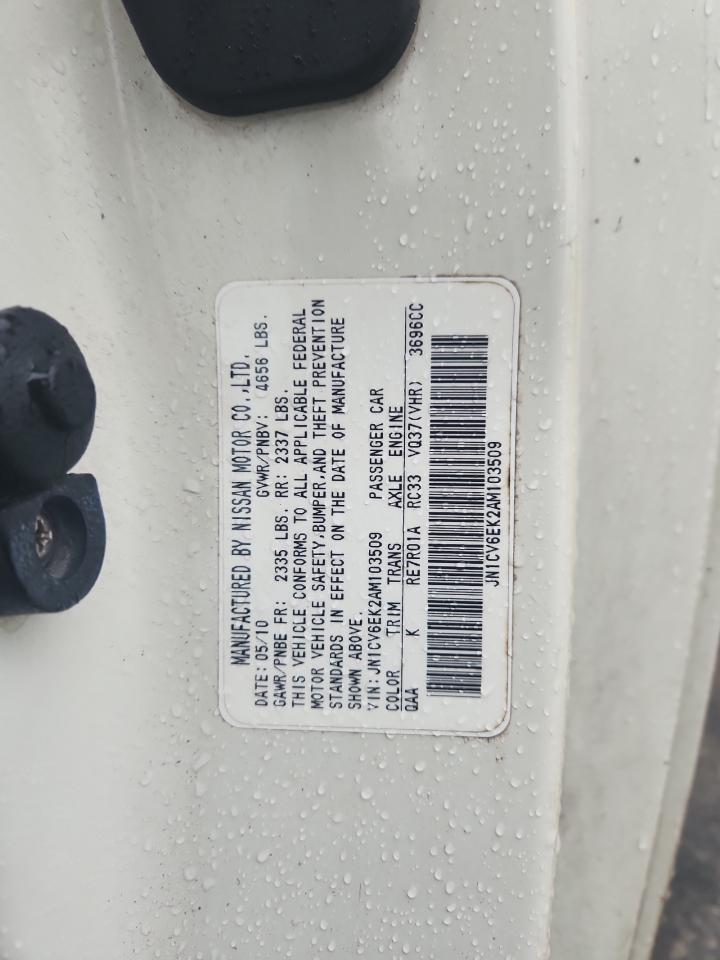 MANUFACTURED BY NISSAN MOTOR CO.,LTD.
DATE: 05/10 GVWR/PNBV: 4656 LBS.
GAWR/PNBE FR: 2335 LBS. RR: 2337 LBS.
THIS VEHICLE CONFORMS TO ALL APPLICABLE FEDERAL
MOTOR VEHICLE SAFETY,BUMPER,AND THEFT PREVENTION
STANDARDS IN EFFECT ON THE DATE OF MANUFACTURE
SHOWN ABOVE.
VIN: JN1CV6EK2AM103509 PASSENGER CAR
COLOR TRIM TRANS AXLE ENGINE
QAA K RE7R01A RC33 VQ37(VHR) 3696CC
JN1CV6EK2AM103509